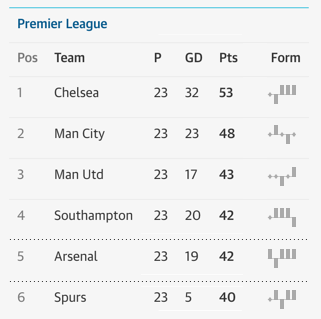 Premier League
Pos Team P GD Pts Form
1 Chelsea 23 32 53
2 Man City 23 23 48
3 Man Utd 23 17 43
4 Southampton 23 20 42
5 Arsenal 23 19 42
6 Spurs 23 5 40